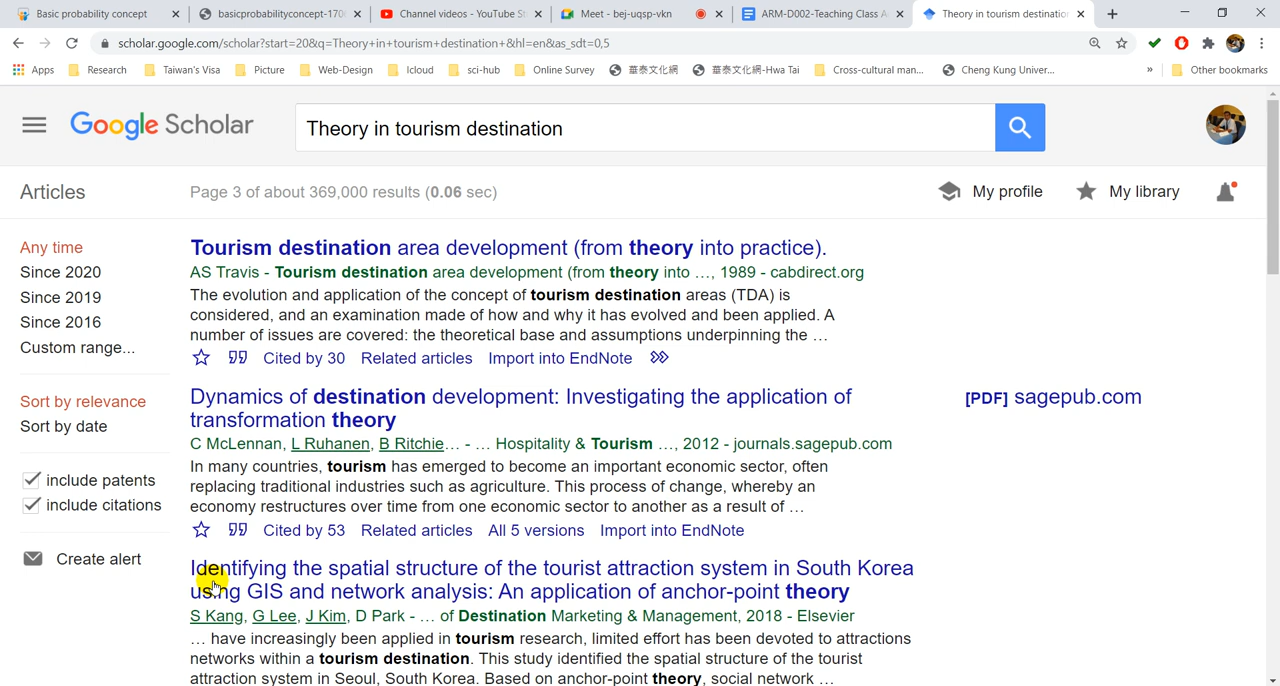 Basic probability concept
basicprobabilityconcept-170
Channel videos - YouTube St
Meet - bej-uqsp-vkn
ARM-D002-Teaching Class A
Theory in tourism destination
scholar.google.com/scholar?start=20&q=Theory+in+tourism+destination+&hl=en&as_sdt=0,5
Apps Research Taiwan's Visa Picture Web-Design Icloud sci-hub Online Survey 華泰文化網 華泰文化網-Hwa Tai Cross-cultural man... Cheng Kung Univer... » Other bookmarks
Google Scholar
Theory in tourism destination
Articles
Page 3 of about 369,000 results (0.06 sec)
My profile
My library
Any time
Since 2020
Since 2019
Since 2016
Custom range...
Sort by relevance
Sort by date
include patents
include citations
Create alert
Tourism destination area development (from theory into practice).
AS Travis - Tourism destination area development (from theory into ..., 1989 - cabdirect.org
The evolution and application of the concept of tourism destination areas (TDA) is
considered, and an examination made of how and why it has evolved and been applied. A
number of issues are covered: the theoretical base and assumptions underpinning the ...
Cited by 30 Related articles Import into EndNote
Dynamics of destination development: Investigating the application of
transformation theory
[PDF] sagepub.com
C McLennan, L Ruhanen, B Ritchie... - ... Hospitality & Tourism ..., 2012 - journals.sagepub.com
In many countries, tourism has emerged to become an important economic sector, often
replacing traditional industries such as agriculture. This process of change, whereby an
economy restructures over time from one economic sector to another as a result of ...
Cited by 53 Related articles All 5 versions Import into EndNote
Identifying the spatial structure of the tourist attraction system in South Korea
using GIS and network analysis: An application of anchor-point theory
S Kang, G Lee, J Kim, D Park - ... of Destination Marketing & Management, 2018 - Elsevier
... have increasingly been applied in tourism research, limited effort has been devoted to attractions
networks within a tourism destination. This study identified the spatial structure of the tourist
attraction system in Seoul, South Korea. Based on anchor-point theory, social network ...